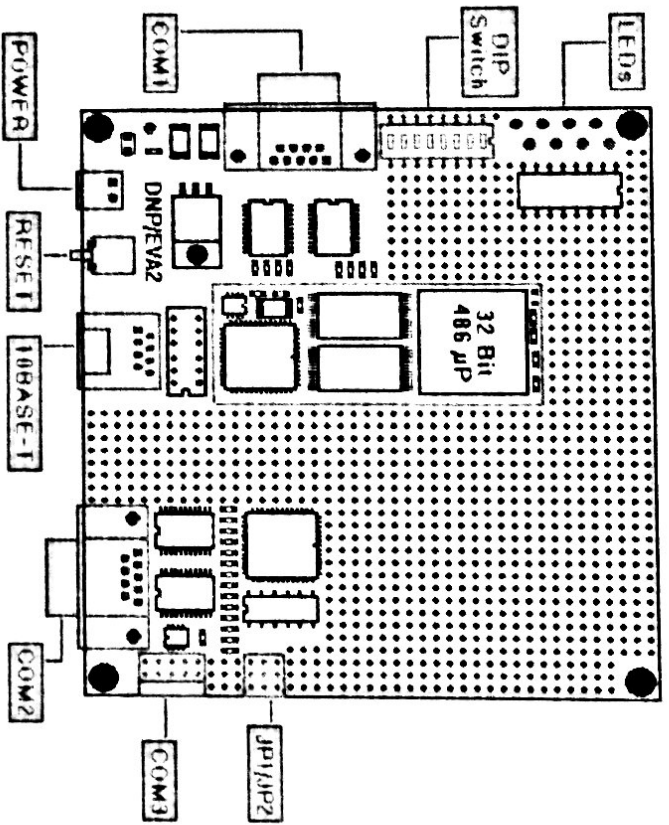 LEDs
DIP
Switch
COM1
POWER
RESET
10BASE-T
COM2
COM3
JP1/JP2
DNP/EVA2
32 Bit
486 µP